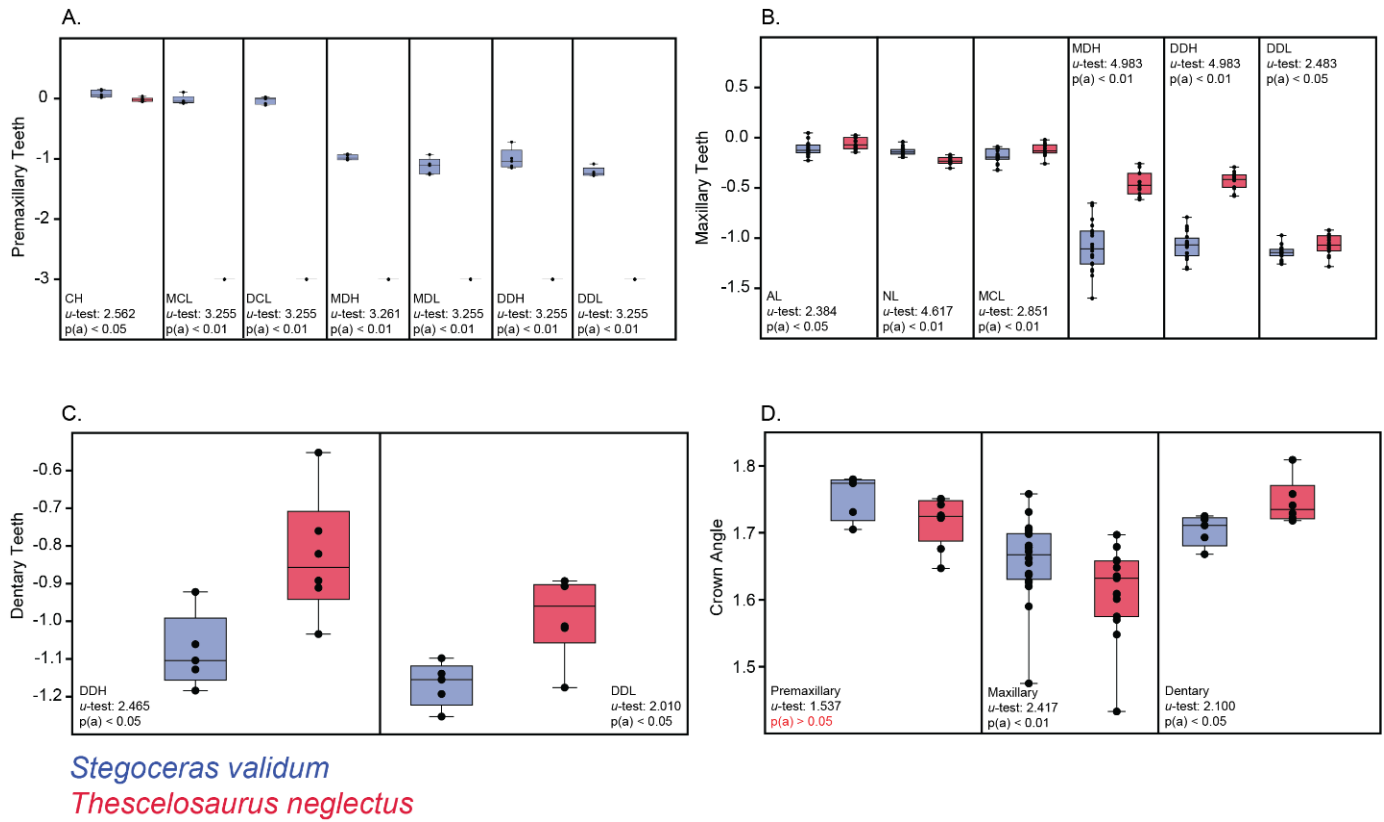 A.
Premaxillary Teeth
0
-1
-2
-3
CH
u-test: 2.562
p(a) < 0.05
MCL
u-test: 3.255
p(a) < 0.01
DCL
u-test: 3.255
p(a) < 0.01
MDH
u-test: 3.261
p(a) < 0.01
MDL
u-test: 3.255
p(a) < 0.01
DDH
u-test: 3.255
p(a) < 0.01
DDL
u-test: 3.255
p(a) < 0.01
B.
Maxillary Teeth
0.5
0.0
-0.5
-1.0
-1.5
AL
u-test: 2.384
p(a) < 0.05
NL
u-test: 4.617
p(a) < 0.01
MCL
u-test: 2.851
p(a) < 0.01
MDH
u-test: 4.983
p(a) < 0.01
DDH
u-test: 4.983
p(a) < 0.01
DDL
u-test: 2.483
p(a) < 0.05
C.
Dentary Teeth
-0.6
-0.7
-0.8
-0.9
-1.0
-1.1
-1.2
DDH
u-test: 2.465
p(a) < 0.05
DDL
u-test: 2.010
p(a) < 0.05
D.
Crown Angle
1.8
1.7
1.6
1.5
Premaxillary
u-test: 1.537
p(a) > 0.05
Maxillary
u-test: 2.417
p(a) < 0.01
Dentary
u-test: 2.100
p(a) < 0.05
Stegoceras validum
Thescelosaurus neglectus